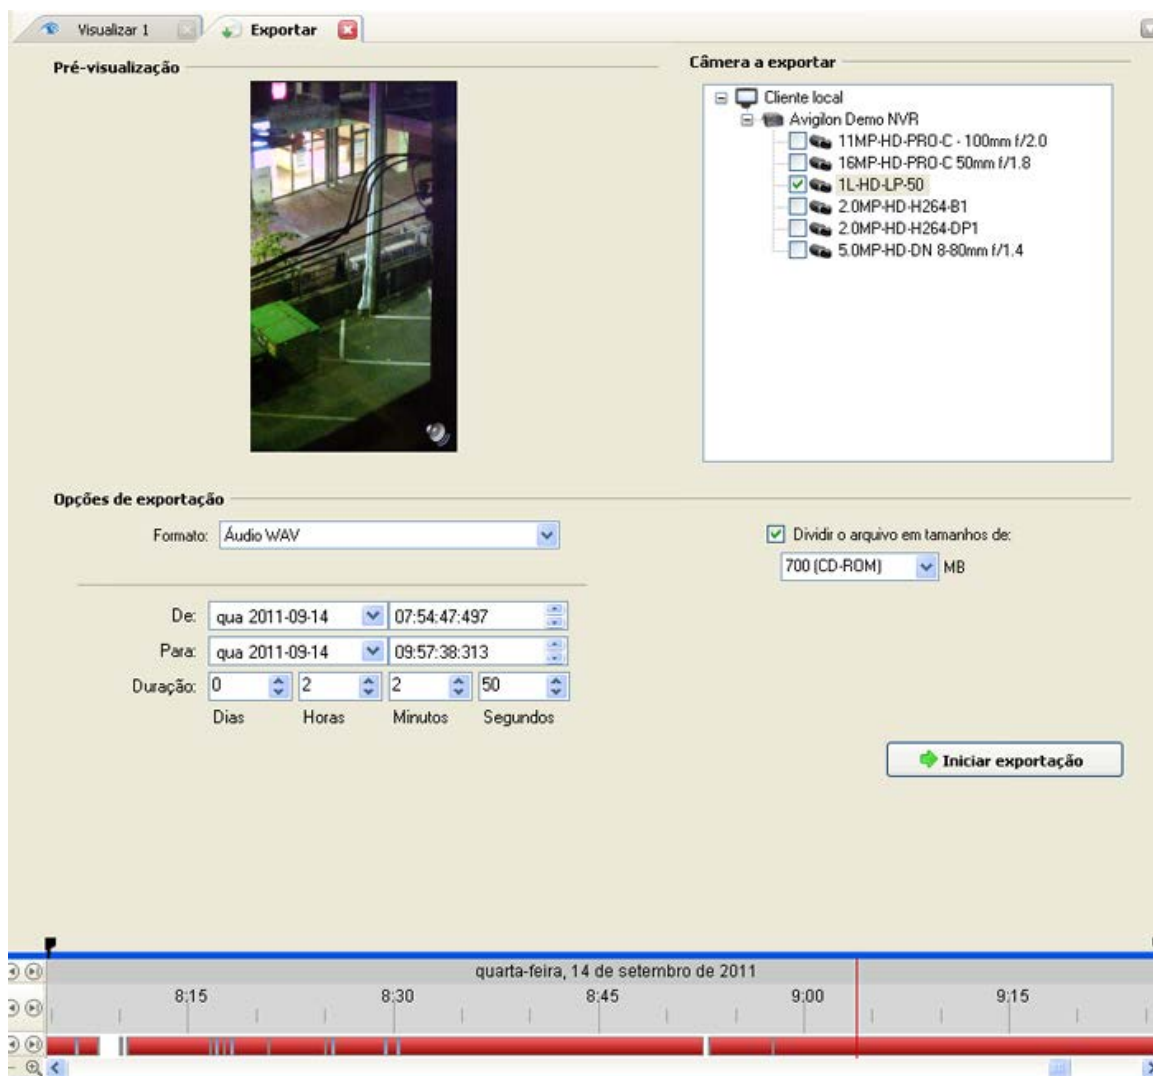 Visualizar 1
Exportar
Pré-visualização
Câmera a exportar
Cliente local
Avigilon Demo NVR
11MP-HD-PRO-C - 100mm f/2.0
16MP-HD-PRO-C 50mm f/1.8
1L-HD-LP-50
2.0MP-HD-H264-B1
2.0MP-HD-H264-DP1
5.0MP-HD-DN 8-80mm f/1.4
Opções de exportação
Formato: Áudio WAV
Dividir o arquivo em tamanhos de:
700 (CD-ROM) MB
De: qua 2011-09-14 07:54:47:497
Para: qua 2011-09-14 09:57:38:313
Duração: 0 2 2 50
Dias Horas Minutos Segundos
Iniciar exportação
quarta-feira, 14 de setembro de 2011
8:15 8:30 8:45 9:00 9:15